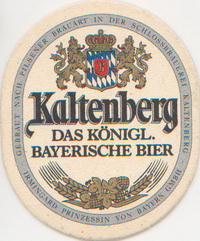 GEBRAUT NACH PILSENER BRAUART IN DER SCHLOSSBRAUEREI KALTENBERG
Kaltenberg
DAS KÖNIGL.
BAYERISCHE BIER
IRMINGARD PRINZESSIN VON BAYERN GMBH